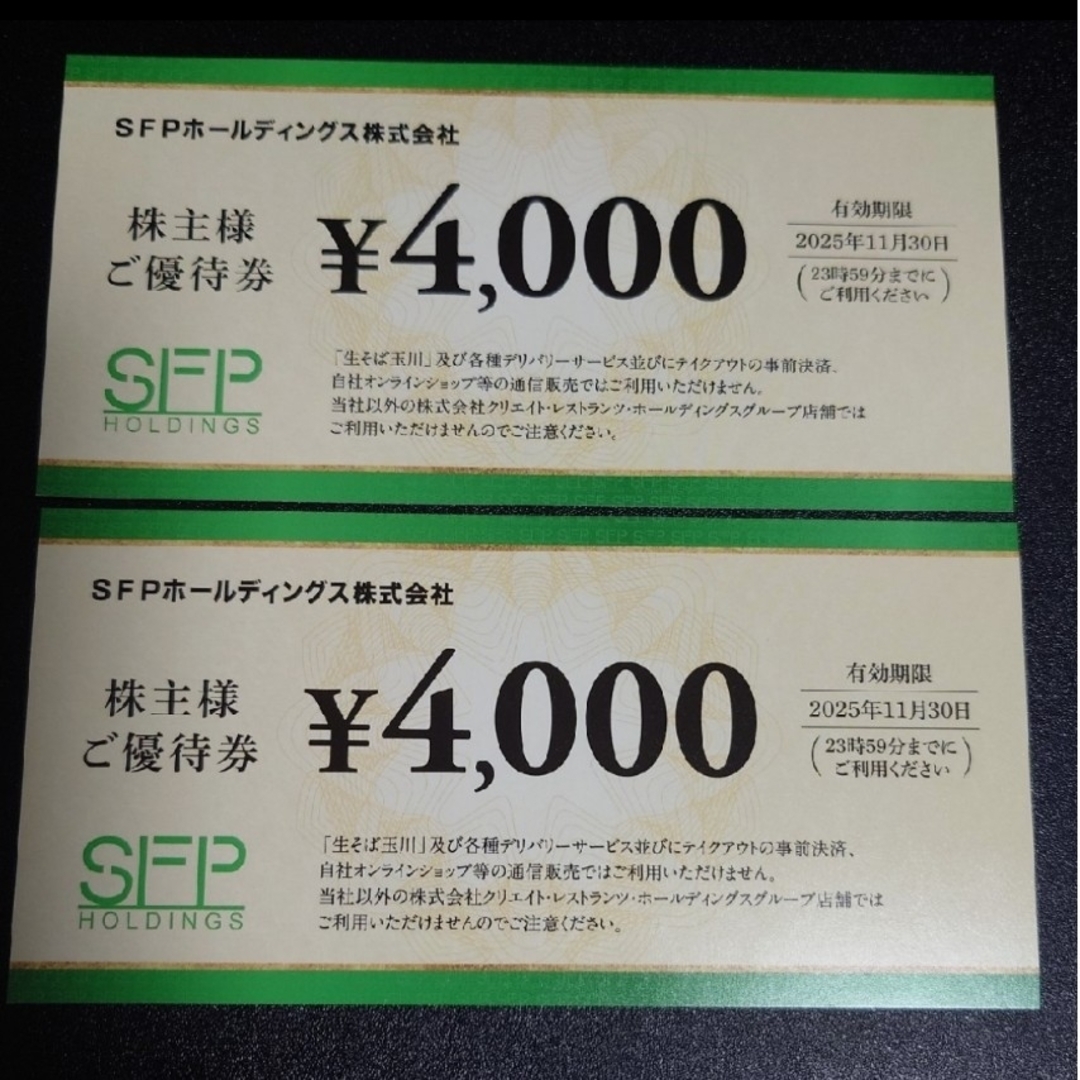 SFPホールディングス株式会社
株主様
ご優待券
¥4,000
有効期限
2025年11月30日
(23時59分までに
ご利用ください)
SFP
HOLDINGS
「生そば玉川」及び各種デリバリーサービス並びにテイクアウトの事前決済、
自社オンラインショップ等の通信販売ではご利用いただけません。
当社以外の株式会社クリエイト・レストランツ・ホールディングスグループ店舗では
ご利用いただけませんのでご注意ください。
SFPホールディングス株式会社
株主様
ご優待券
¥4,000
有効期限
2025年11月30日
(23時59分までに
ご利用ください)
SFP
HOLDINGS
「生そば玉川」及び各種デリバリーサービス並びにテイクアウトの事前決済、
自社オンラインショップ等の通信販売ではご利用いただけません。
当社以外の株式会社クリエイト・レストランツ・ホールディングスグループ店舗では
ご利用いただけませんのでご注意ください。